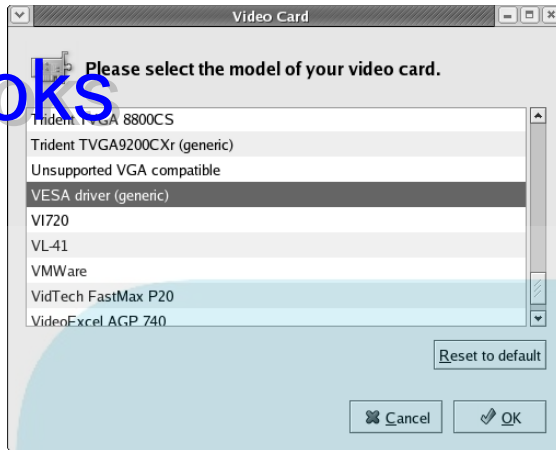 Video Card
Please select the model of your video card.
oks
Trident TVGA 8800CS
Trident TVGA9200CXr (generic)
Unsupported VGA compatible
VESA driver (generic)
VI720
VL-41
VMWare
VidTech FastMax P20
VideoExcel AGP 740
Reset to default
Cancel
OK